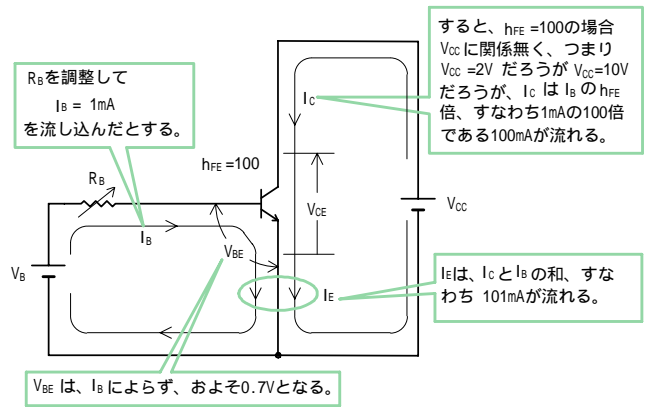 RBを調整して
IB = 1mA
を流し込んだとする。
すると、hFE =100の場合
VCC に関係無く、つまり
VCC =2V だろうが VCC=10V
だろうが、IC は IB の hFE
倍、すなわち1mAの100倍
である100mAが流れる。
IC
hFE =100
RB
VCE
VCC
IB
VBE
VB
IE
IEは、ICとIB の和、すな
わち 101mAが流れる。
VBE は、IB によらず、およそ0.7Vとなる。